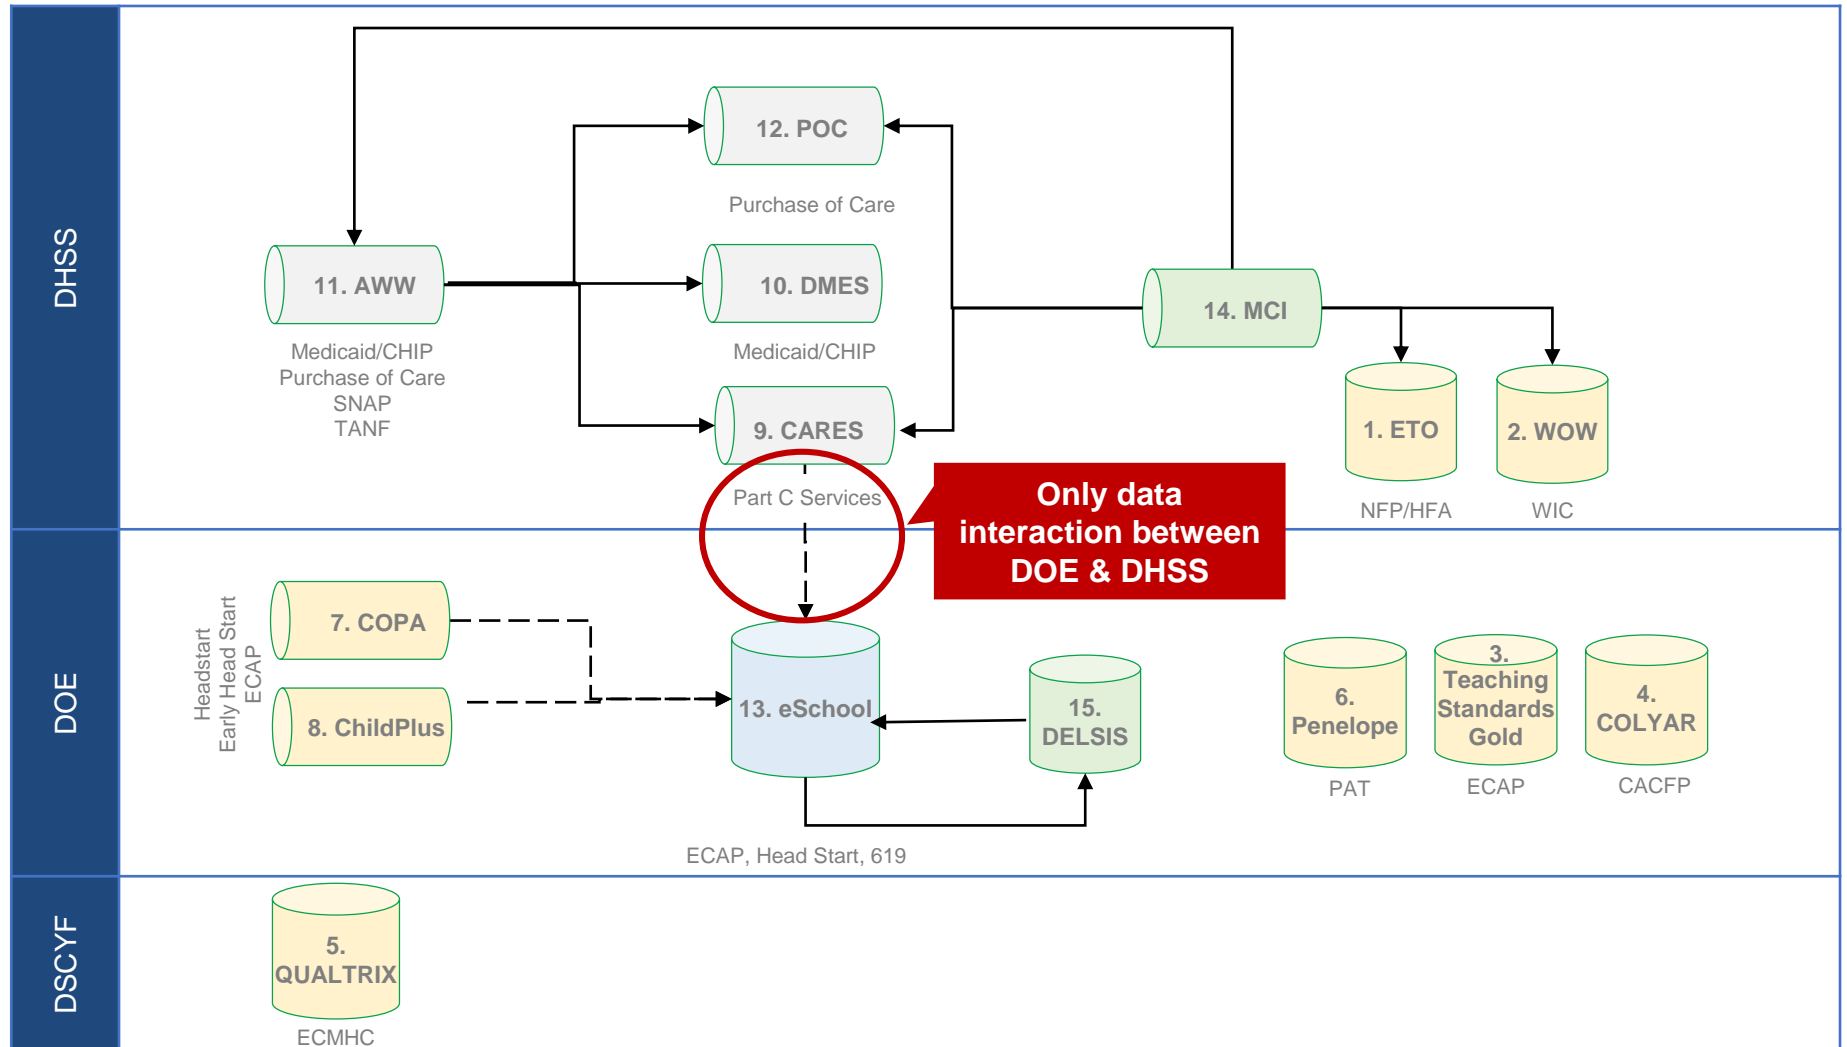 DHSS
12. POC
Purchase of Care
11. AWW
Medicaid/CHIP
Purchase of Care
SNAP
TANF
10. DMES
Medicaid/CHIP
14. MCI
9. CARES
Part C Services
1. ETO
NFP/HFA
2. WOW
WIC
Only data
interaction between
DOE & DHSS
DOE
Headstart
Early Head Start
ECAP
7. COPA
8. ChildPlus
13. eSchool
15.
DELSIS
ECAP, Head Start, 619
6.
Penelope
PAT
3.
Teaching
Standards
Gold
ECAP
4.
COLYAR
CACFP
DSCYF
5.
QUALTRIX
ECMHC